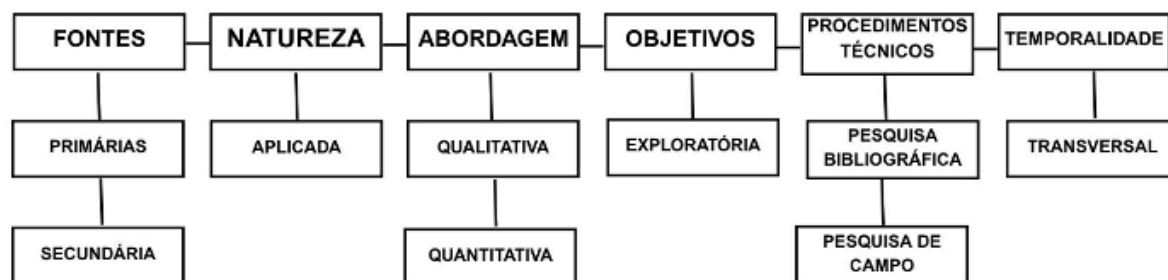 FONTES
NATUREZA
ABORDAGEM
OBJETIVOS
PROCEDIMENTOS
TÉCNICOS
TEMPORALIDADE
PRIMÁRIAS
APLICADA
QUALITATIVA
EXPLORATÓRIA
PESQUISA
BIBLIOGRÁFICA
TRANSVERSAL
SECUNDÁRIA
QUANTITATIVA
PESQUISA DE
CAMPO